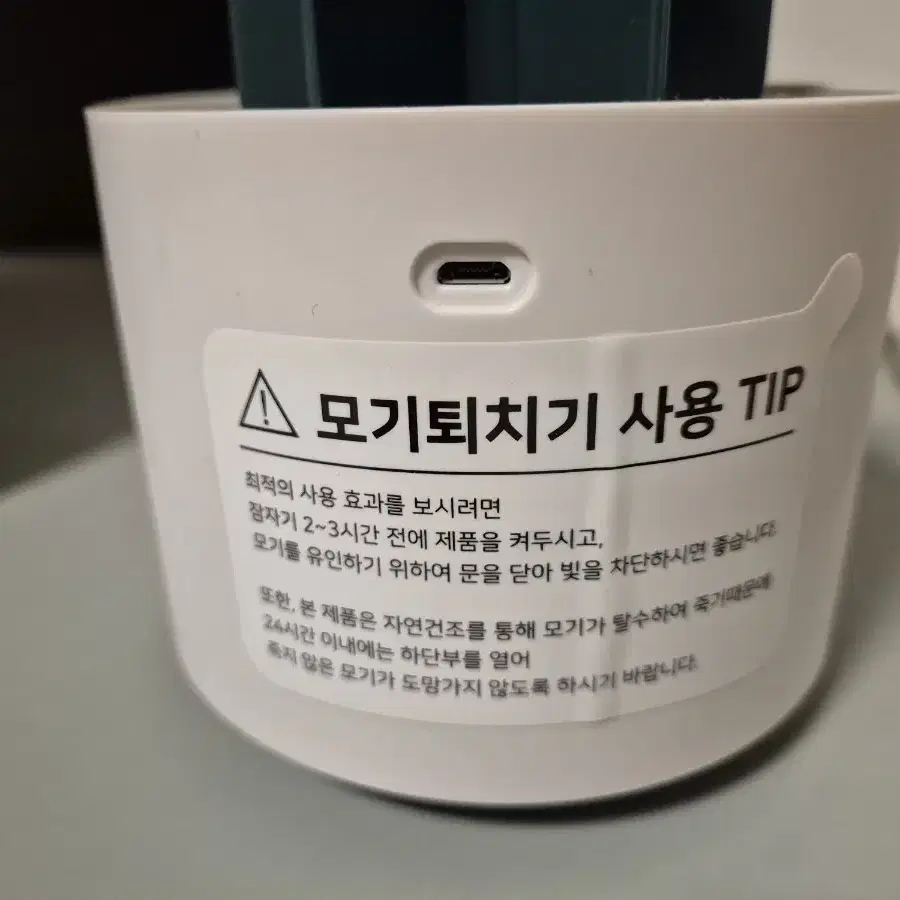 모기퇴치기 사용 TIP
최적의 사용 효과를 보시려면
잠자기 2~3시간 전에 제품을 켜두시고,
모기를 유인하기 위하여 문을 닫아 빛을 차단하시면 좋습니다.
또한, 본 제품은 자연건조를 통해 모기가 탈수하여 죽기때문에
24시간 이내에는 하단부를 열어
죽지 않은 모기가 도망가지 않도록 하시기 바랍니다.